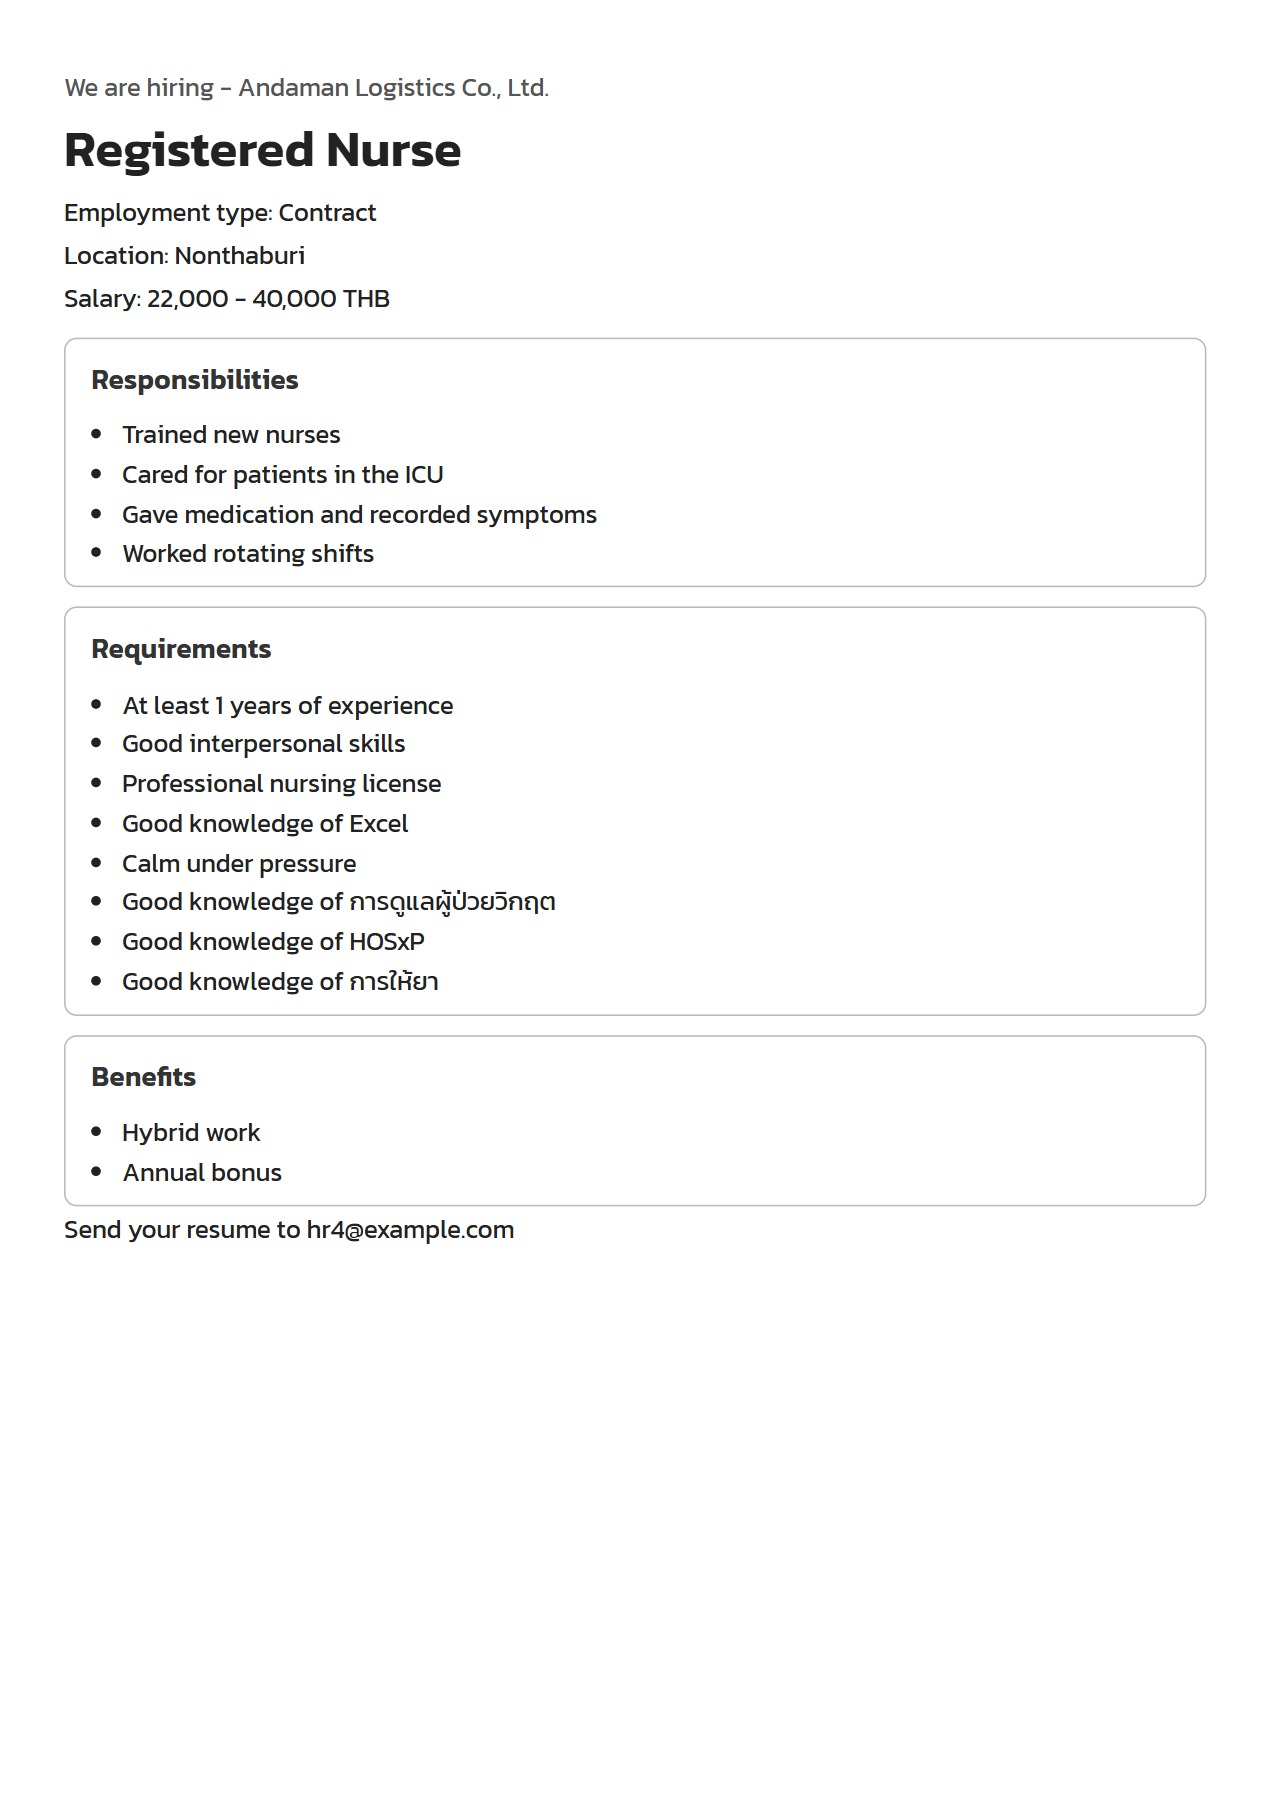 We are hiring - Andaman Logistics Co., Ltd.
Registered Nurse
Employment type: Contract
Location: Nonthaburi
Salary: 22,000 - 40,000 THB
Responsibilities
• Trained new nurses
• Cared for patients in the ICU
• Gave medication and recorded symptoms
• Worked rotating shifts
Requirements
• At least 1 years of experience
• Good interpersonal skills
• Professional nursing license
• Good knowledge of Excel
• Calm under pressure
• Good knowledge of การดูแลผู้ป่วยวิกฤต
• Good knowledge of HOSxP
• Good knowledge of การให้ยา
Benefits
• Hybrid work
• Annual bonus
Send your resume to hr4@example.com